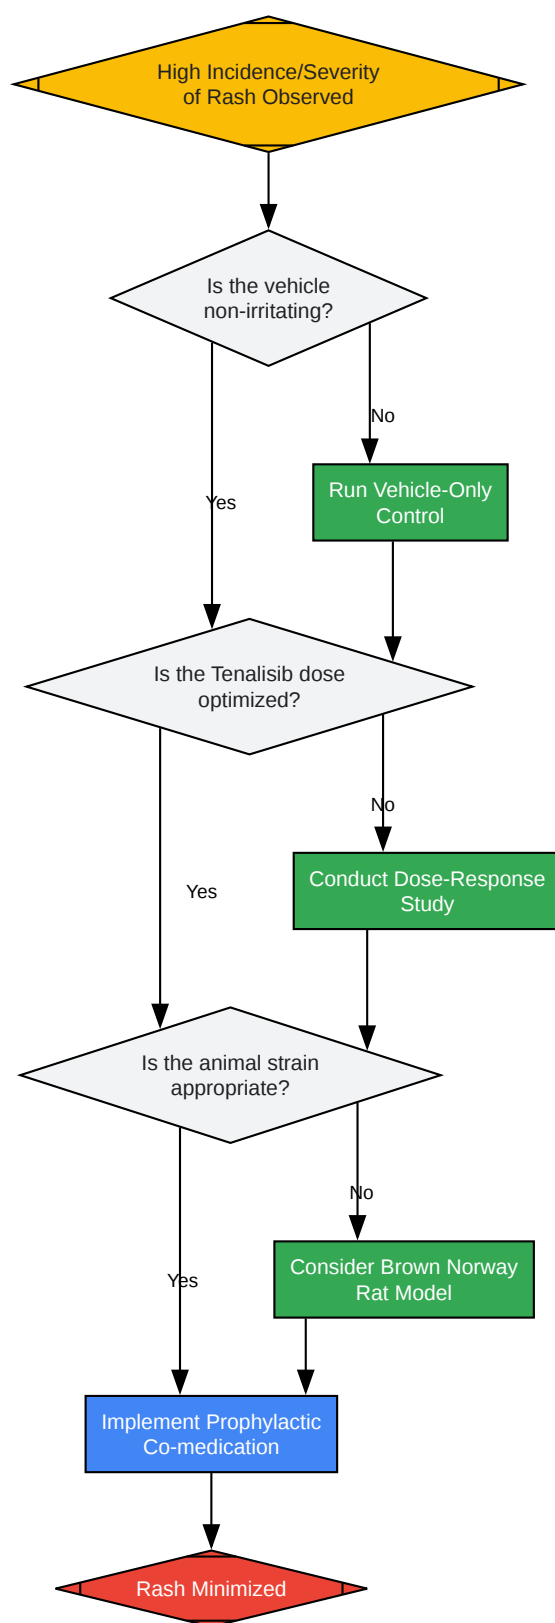 High Incidence/Severity
of Rash Observed
Is the vehicle
non-irritating?
No
Run Vehicle-Only
Control
Yes
Is the Tenalisib dose
optimized?
No
Conduct Dose-Response
Study
Yes
Is the animal strain
appropriate?
No
Consider Brown Norway
Rat Model
Yes
Implement Prophylactic
Co-medication
Rash Minimized